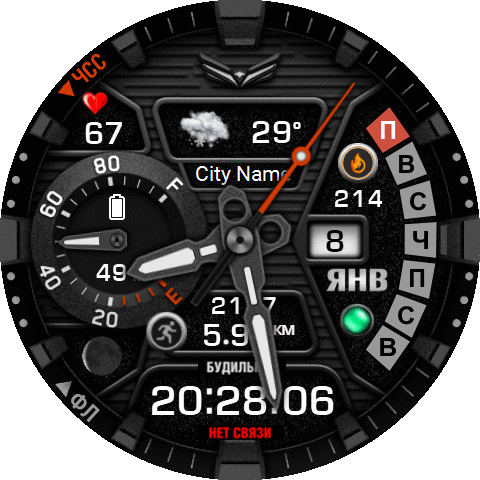 ЧСС
67
29°
City Name
80
F
60
49
40
20
E
214
П
В
С
Ч
П
С
В
8
ЯНВ
5.9 КМ
20:28:06
НЕТ СВЯЗИ
ФЛ